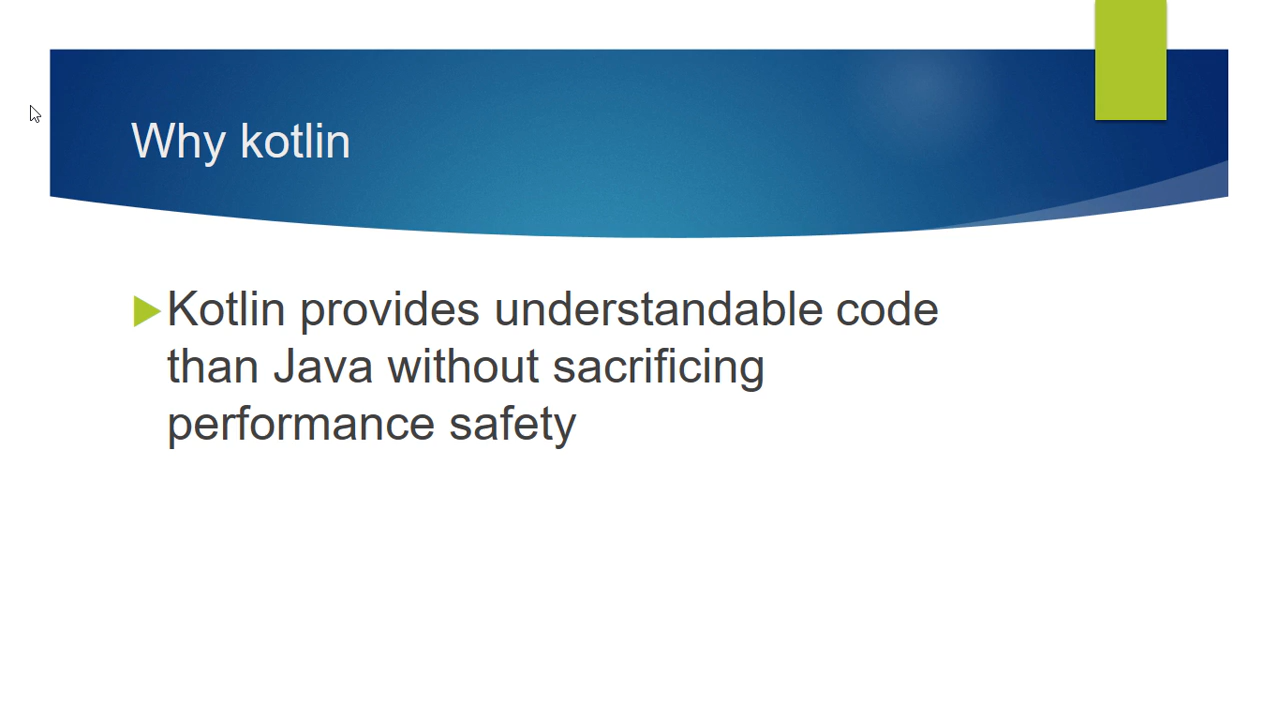 Why kotlin
Kotlin provides understandable code
than Java without sacrificing
performance safety